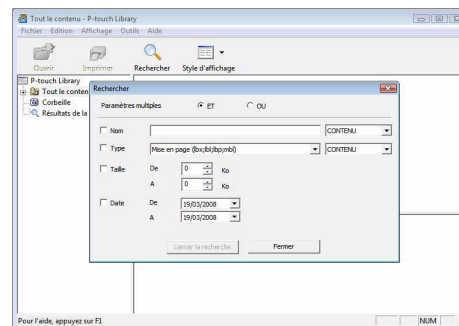 Tout le contenu - P-touch Library
Fichier Edition Affichage Outils Aide
Ouvrir Imprimer Rechercher Style d'affichage
P-touch Library
Tout le conten
Corbeille
Résultats de la
Rechercher
Paramètres multiples ET OU
Nom CONTENU
Type Mise en page (lbx;lbl;lbp;mbl) CONTENU
Taille De 0 Ko
A 0 Ko
Date De 19/03/2008
A 19/03/2008
Lancer la recherche Fermer
Pour l'aide, appuyez sur F1 NUM